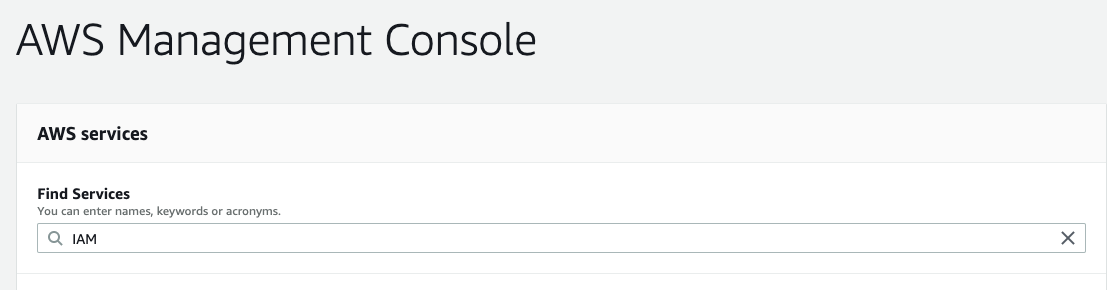 AWS Management Console
AWS services
Find Services
You can enter names, keywords or acronyms.
IAM